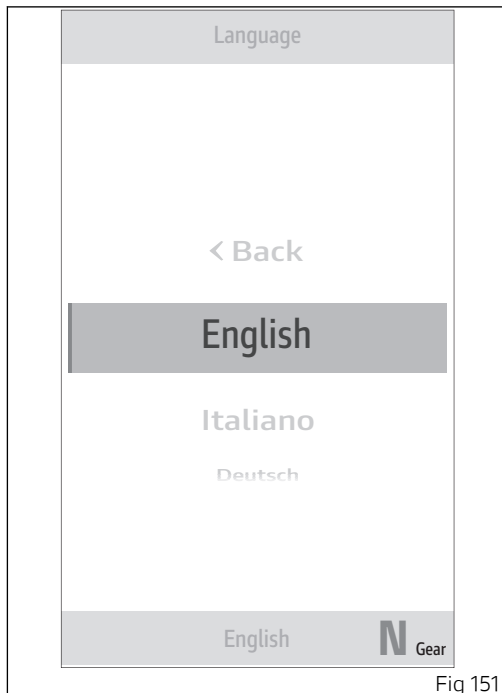 Language
< Back
English
Italiano
Deutsch
English
N Gear
Fig 151